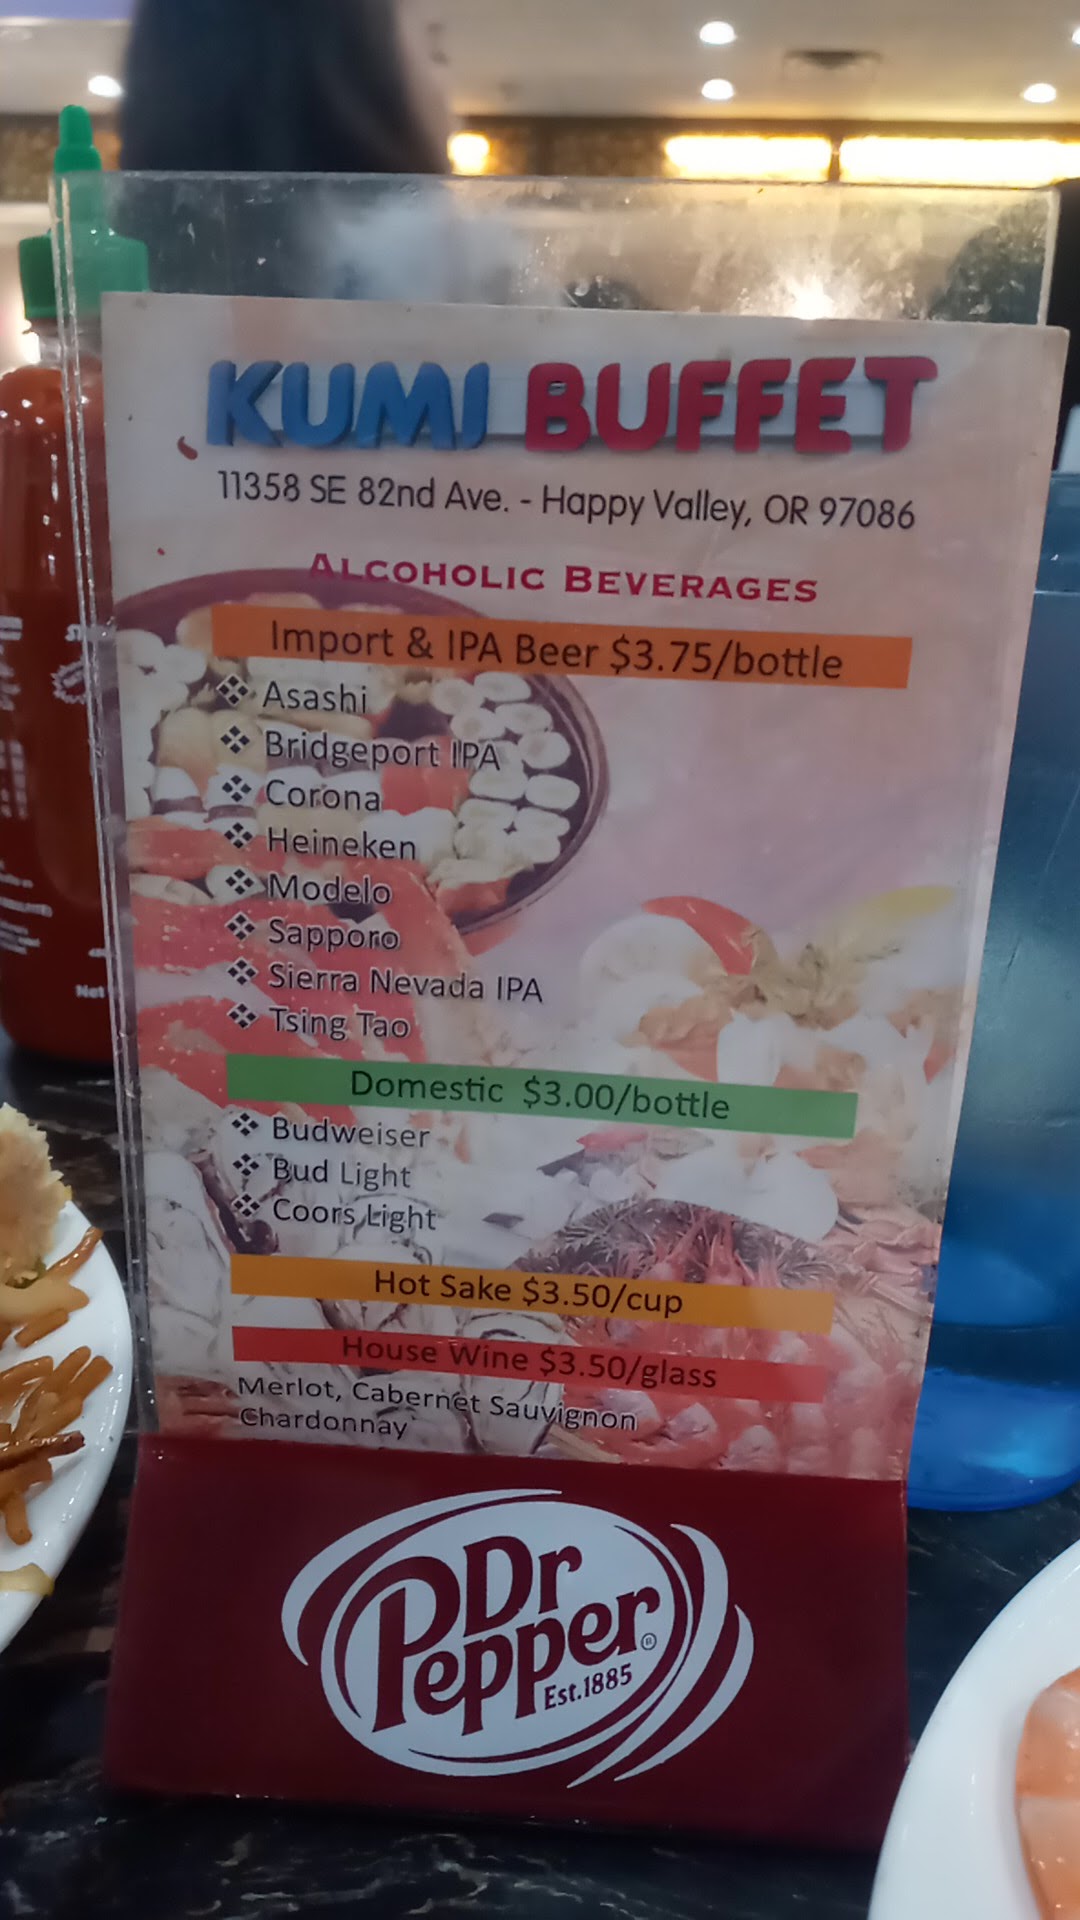 KUMI BUFFET
11358 SE 82nd Ave. - Happy Valley, OR 97086
ALCOHOLIC BEVERAGES
Import & IPA Beer $3.75/bottle
❖ Asashi
❖ Bridgeport IPA
❖ Corona
❖ Heineken
❖ Modelo
❖ Sapporo
❖ Sierra Nevada IPA
❖ Tsing Tao
Domestic $3.00/bottle
❖ Budweiser
❖ Bud Light
❖ Coors Light
Hot Sake $3.50/cup
House Wine $3.50/glass
Merlot, Cabernet Sauvignon
Chardonnay
Dr
Pepper®
Est.1885
Net